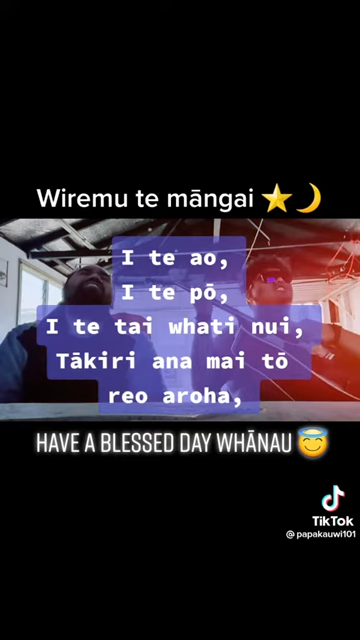 Wiremu te māngai ⭐🌙
I te ao,
I te pō,
I te tai whati nui,
Tākiri ana mai tō
reo aroha,
HAVE A BLESSED DAY WHĀNAU 😇
TikTok
@papakauwi101